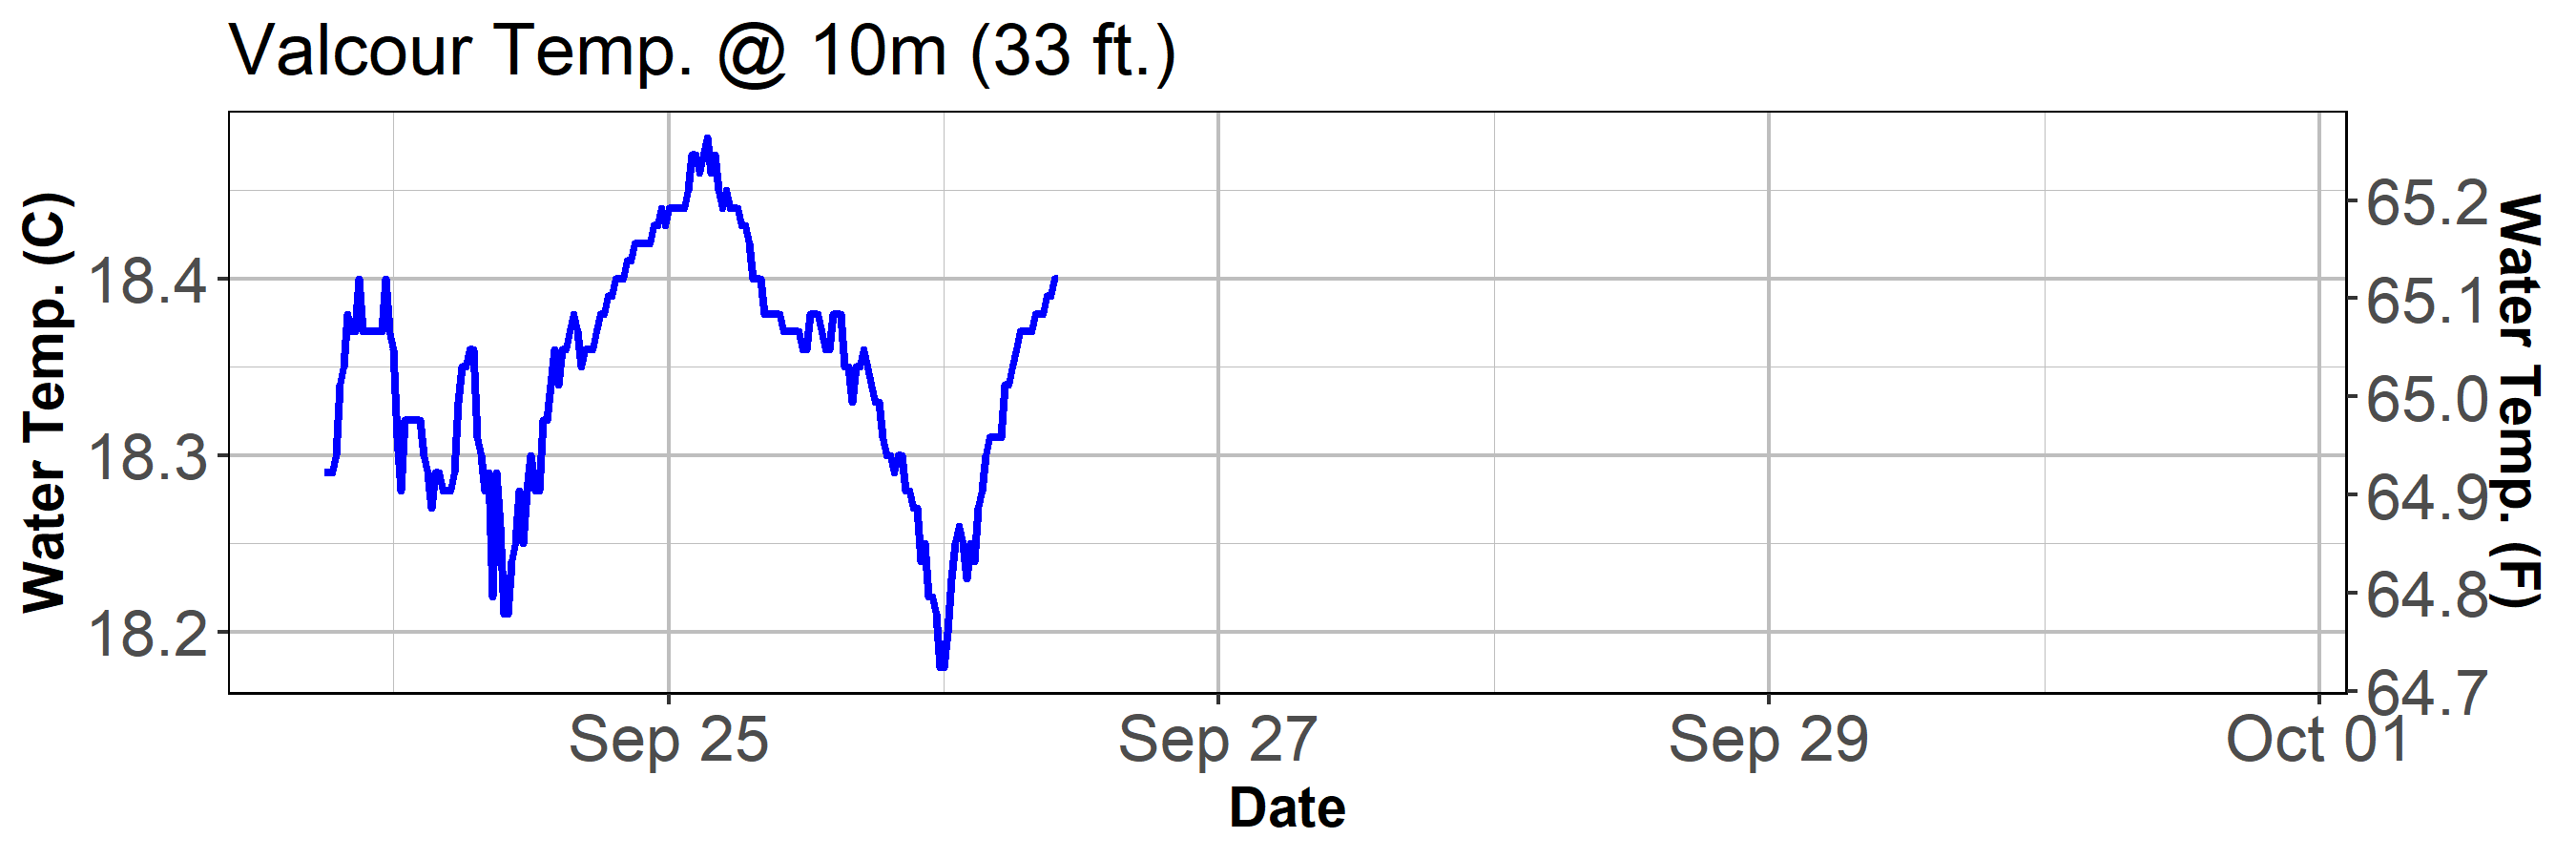 Valcour Temp. @ 10m (33 ft.)
Water Temp. (C)
18.4
18.3
18.2
65.2
65.1
65.0
64.9
64.8
64.7
Water Temp. (F)
Sep 25
Sep 27
Sep 29
Oct 01
Date